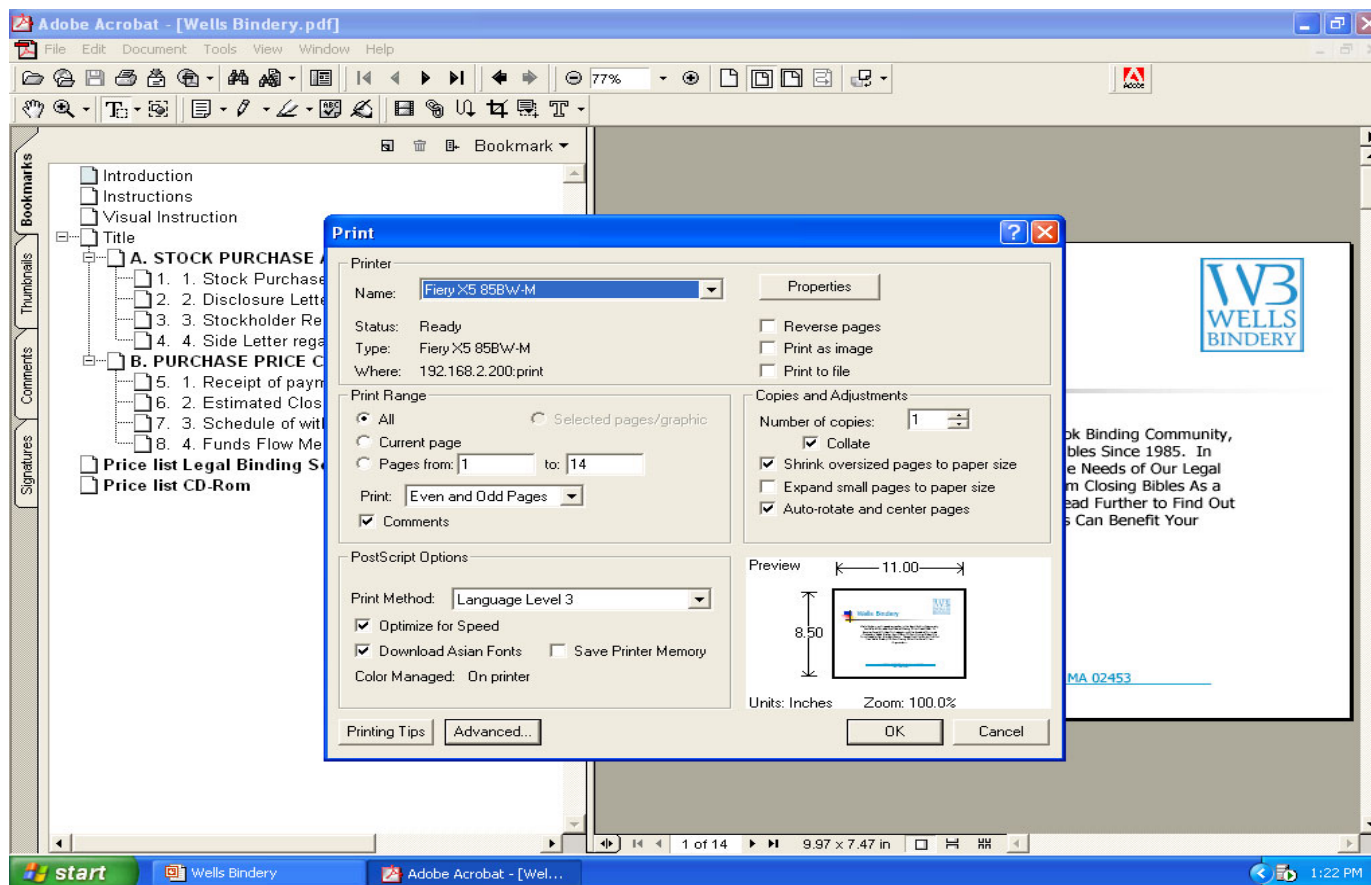 Adobe Acrobat - [Wells Bindery.pdf]
File Edit Document Tools View Window Help
77%
Adobe
Bookmark
Bookmarks
Thumbnails
Comments
Signatures
Introduction
Instructions
Visual Instruction
Title
A. STOCK PURCHASE
1. 1. Stock Purchase
2. 2. Disclosure Lette
3. 3. Stockholder Re
4. 4. Side Letter rega
B. PURCHASE PRICE C
5. 1. Receipt of paym
6. 2. Estimated Clos
7. 3. Schedule of wit
8. 4. Funds Flow Me
Price list Legal Binding Se
Price list CD-Rom
Print
Printer
Name: Fiery X5 85BW-M Properties
Status: Ready Reverse pages
Type: Fiery X5 85BW-M Print as image
Where: 192.168.2.200:print Print to file
Print Range
All Selected pages/graphic
Current page
Pages from: 1 to: 14
Print: Even and Odd Pages
Comments
Copies and Adjustments
Number of copies: 1
Collate
Shrink oversized pages to paper size
Expand small pages to paper size
Auto-rotate and center pages
PostScript Options
Print Method: Language Level 3
Optimize for Speed
Download Asian Fonts Save Printer Memory
Color Managed: On printer
Preview 11.00
8.50
Wells Bindery
Units: Inches Zoom: 100.0%
Printing Tips Advanced... OK Cancel
WB
WELLS
BINDERY
ok Binding Community,
bles Since 1985. In
e Needs of Our Legal
m Closing Bibles As a
ead Further to Find Out
s Can Benefit Your
MA 02453
1 of 14 9.97 x 7.47 in
start Wells Bindery Adobe Acrobat - [Wel... 1:22 PM